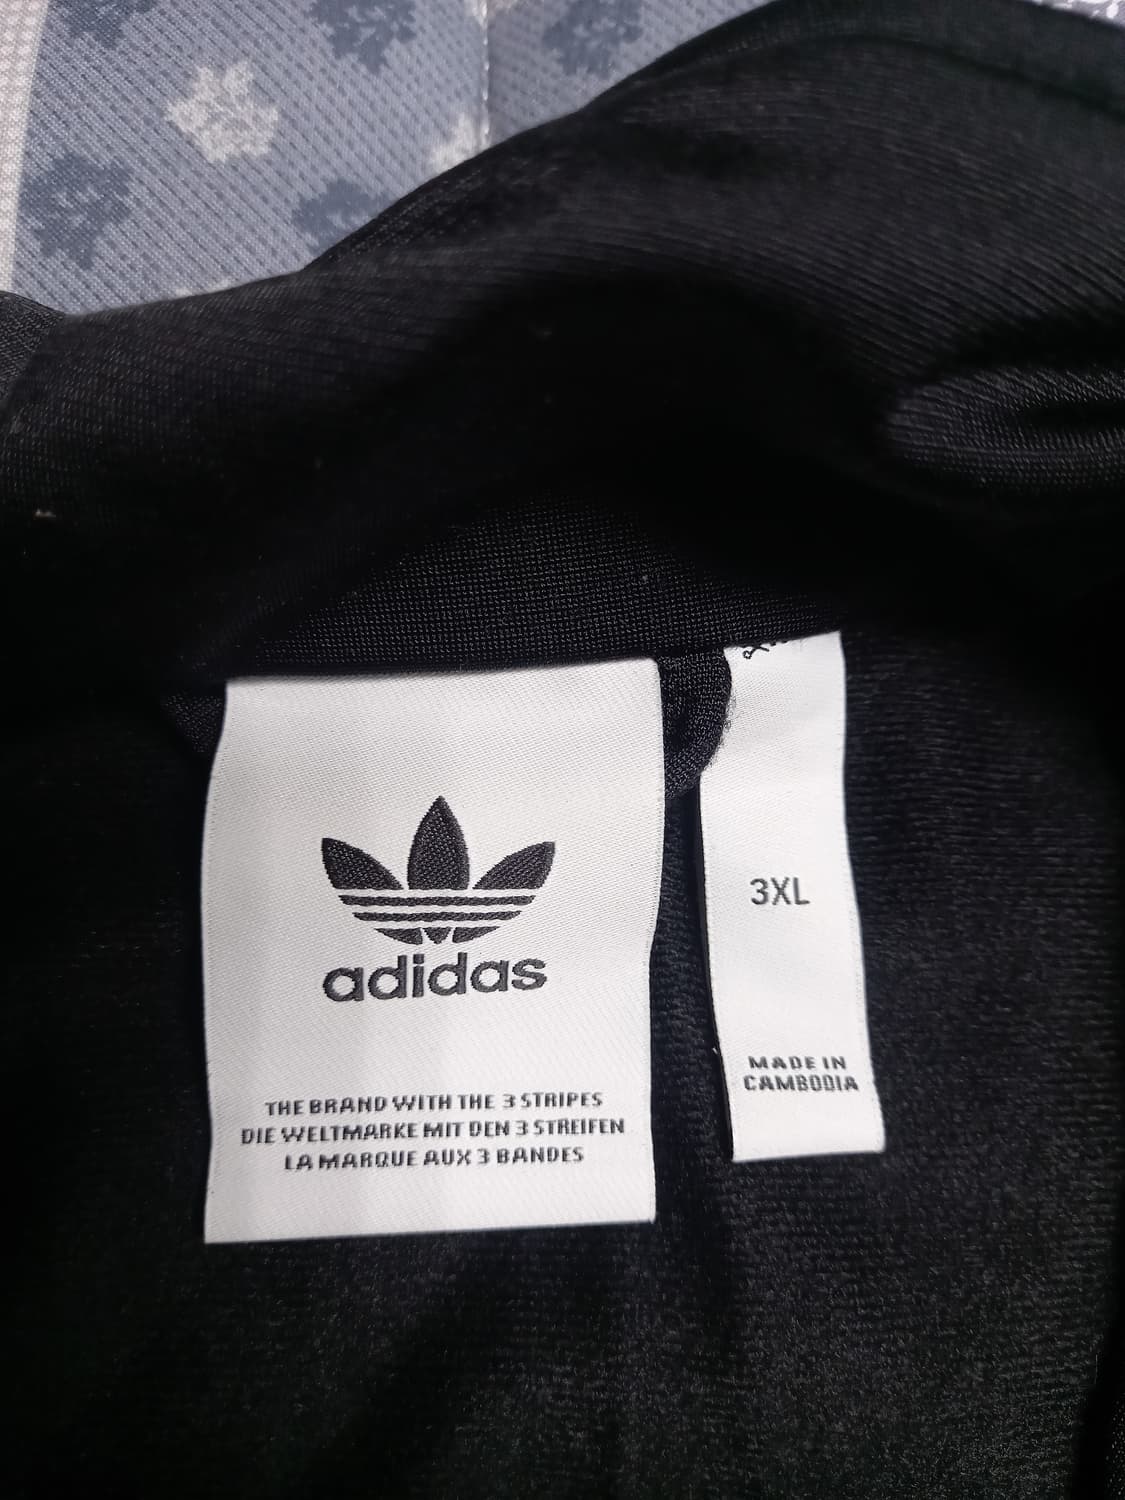 adidas
THE BRAND WITH THE 3 STRIPES
DIE WELTMARKE MIT DEN 3 STREIFEN
LA MARQUE AUX 3 BANDES
3XL
MADE IN
CAMBODIA